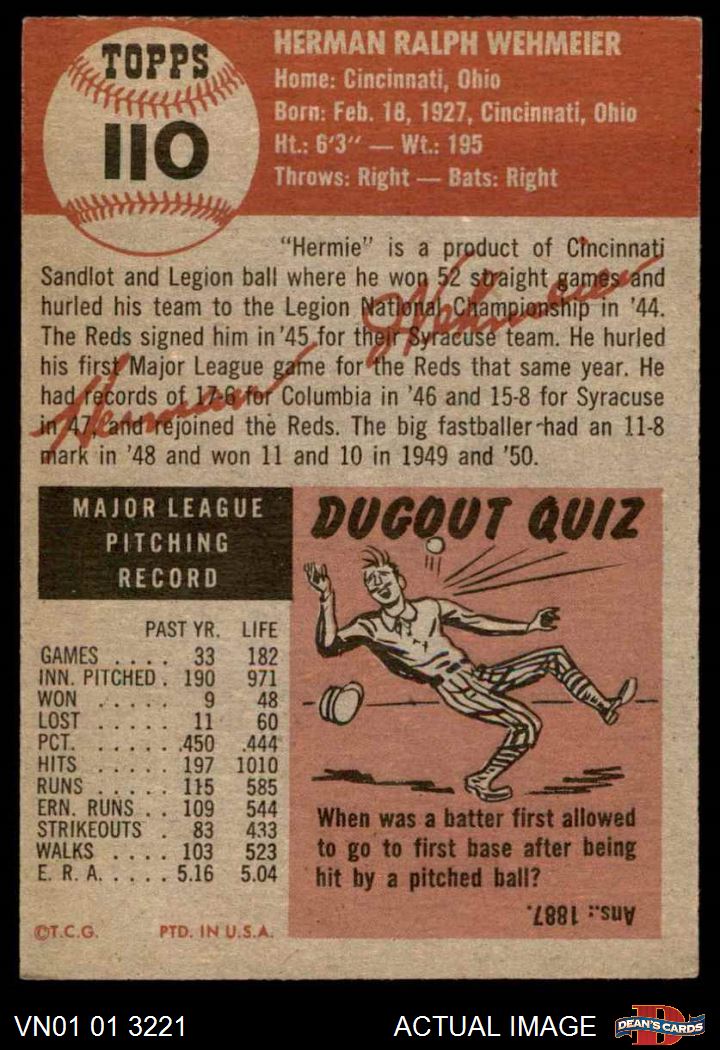 TOPPS
110
HERMAN RALPH WEHMEIER
Home: Cincinnati, Ohio
Born: Feb. 18, 1927, Cincinnati, Ohio
Ht.: 6'3" — Wt.: 195
Throws: Right — Bats: Right
"Hermie" is a product of Cincinnati
Sandlot and Legion ball where he won 52 straight games and
hurled his team to the Legion National Championship in '44.
The Reds signed him in '45 for their Syracuse team. He hurled
his first Major League game for the Reds that same year. He
had records of 17-6 for Columbia in '46 and 15-8 for Syracuse
in '47, and rejoined the Reds. The big fastballer had an 11-8
mark in '48 and won 11 and 10 in 1949 and '50.
Herman Wehmeier
MAJOR LEAGUE
PITCHING
RECORD
PAST YR. LIFE
GAMES .... 33 182
INN. PITCHED . 190 971
WON ..... 9 48
LOST ..... 11 60
PCT. ...... .450 .444
HITS ...... 197 1010
RUNS ..... 115 585
ERN. RUNS .. 109 544
STRIKEOUTS . 83 433
WALKS .... 103 523
E. R. A. ..... 5.16 5.04
©T.C.G. PTD. IN U.S.A.
DUGOUT QUIZ
When was a batter first allowed
to go to first base after being
hit by a pitched ball?
Ans.: 1887.
VN01 01 3221 ACTUAL IMAGE
D
DEAN'S CARDS